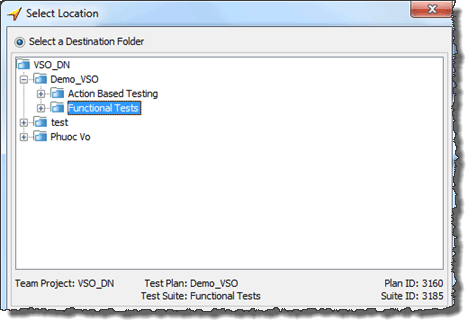 Select Location
Select a Destination Folder
VSO_DN
Demo_VSO
Action Based Testing
Functional Tests
test
Phuoc Vo
Team Project: VSO_DN Test Plan: Demo_VSO Plan ID: 3160
Test Suite: Functional Tests Suite ID: 3185